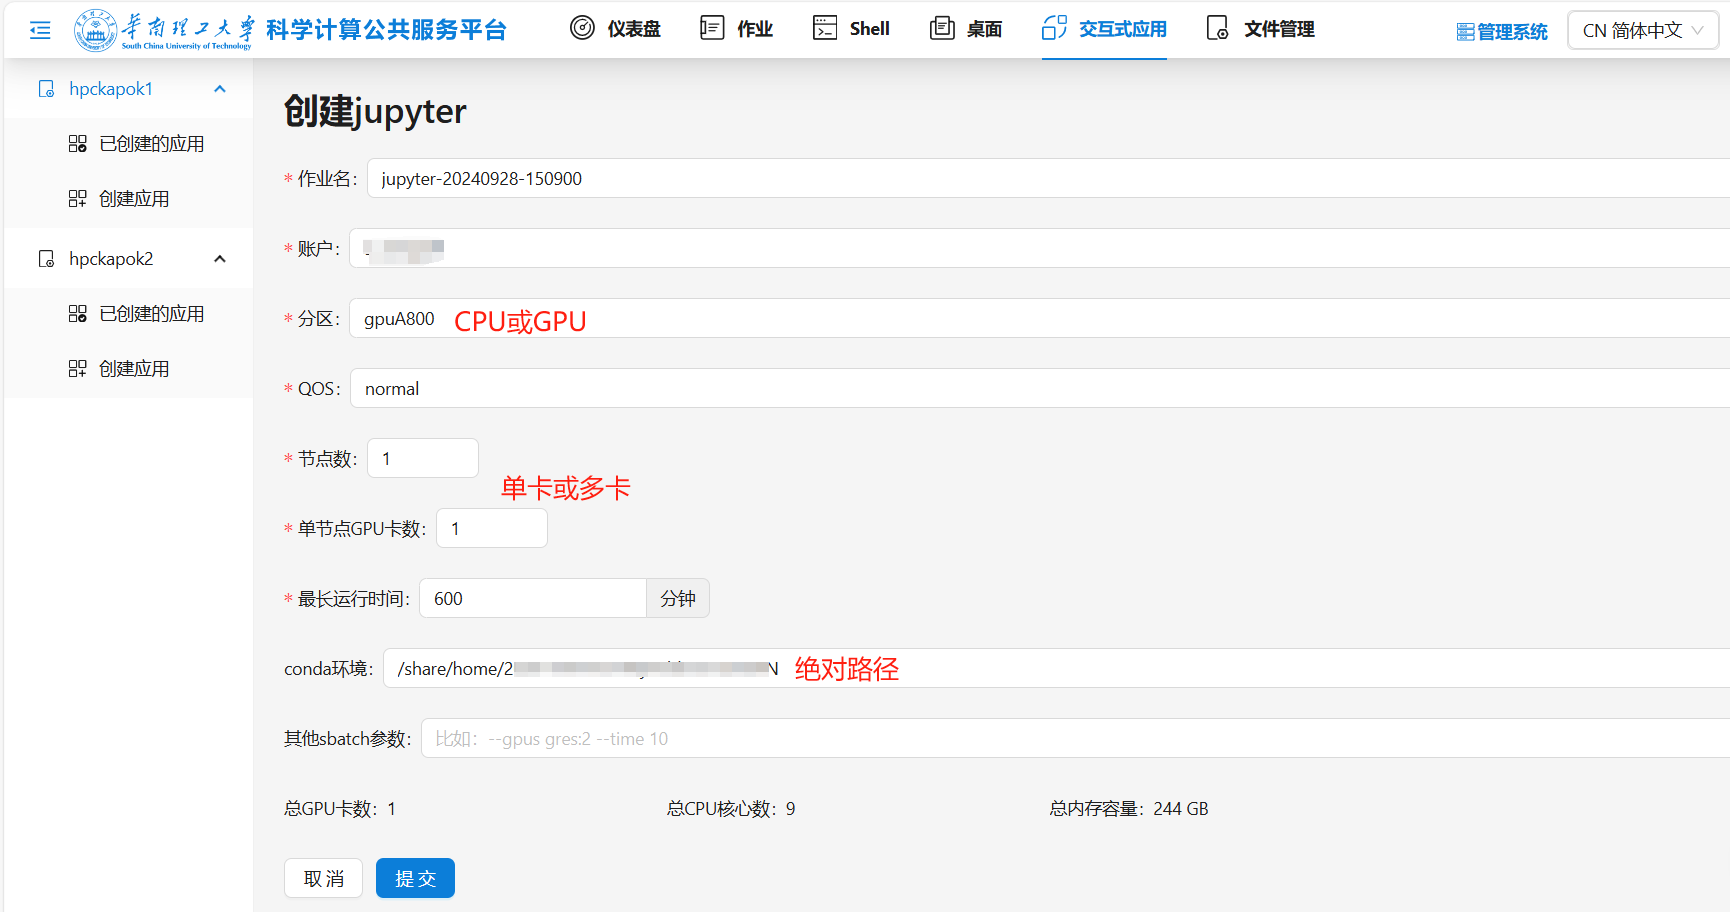 华南理工大学
South China University of Technology
科学计算公共服务平台
仪表盘
作业
Shell
桌面
交互式应用
文件管理
管理系统
CN 简体中文
hpckapok1
已创建的应用
创建应用
hpckapok2
已创建的应用
创建应用
创建jupyter
* 作业名: jupyter-20240928-150900
* 账户:
* 分区: gpuA800 CPU或GPU
* QOS: normal
* 节点数: 1
单卡或多卡
* 单节点GPU卡数: 1
* 最长运行时间: 600 分钟
conda环境: /share/home/2 N 绝对路径
其他sbatch参数: 比如：--gpus gres:2 --time 10
总GPU卡数：1 总CPU核心数：9 总内存容量：244 GB
取 消 提 交